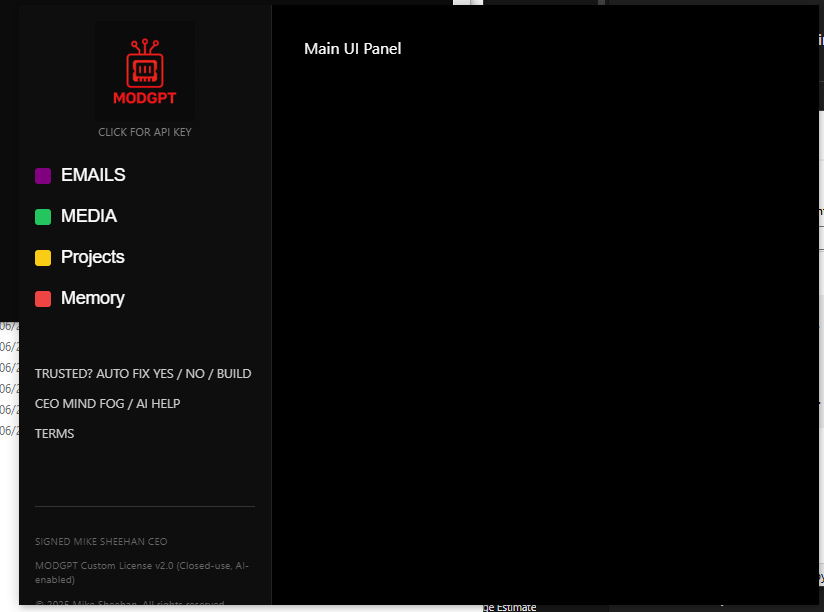 MODGPT
CLICK FOR API KEY
EMAILS
MEDIA
Projects
Memory
TRUSTED? AUTO FIX YES / NO / BUILD
CEO MIND FOG / AI HELP
TERMS
SIGNED MIKE SHEEHAN CEO
MODGPT Custom License v2.0 (Closed-use, AI-
enabled)
© 2025 Mike Sheehan. All rights reserved
Main UI Panel
06/2
06/2
06/2
06/2
06/2
06/2
ge Estimate